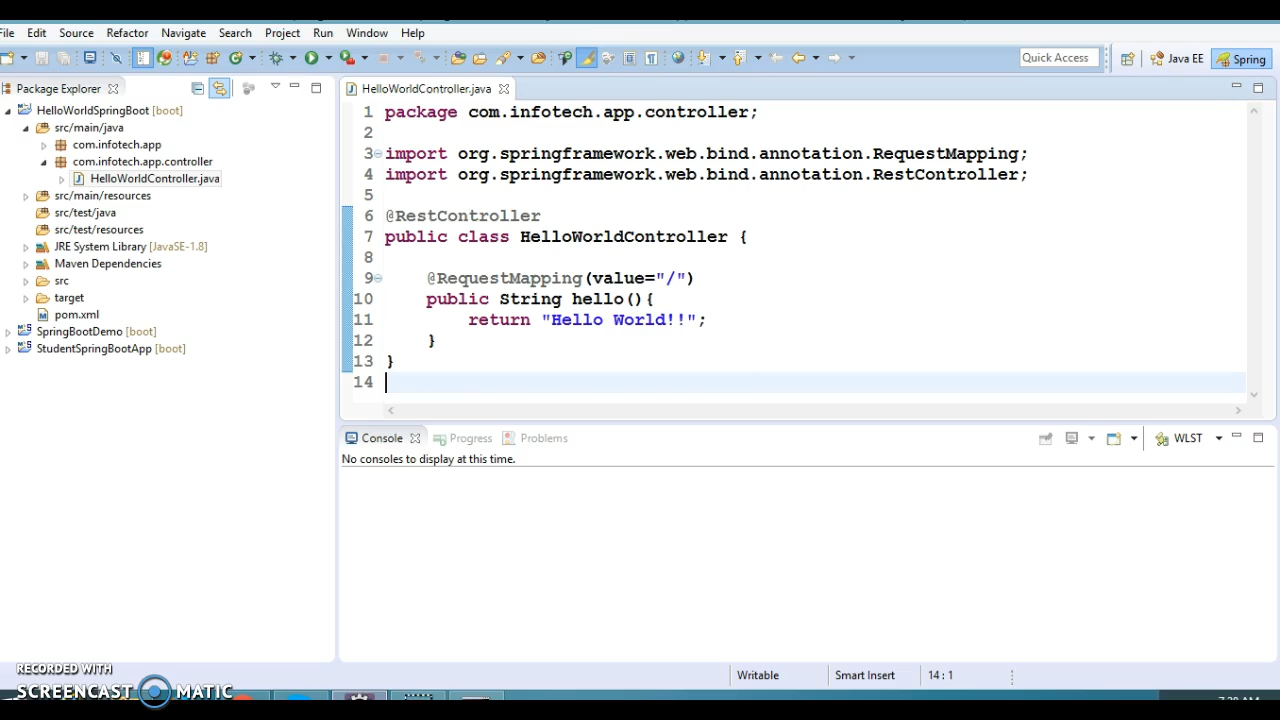 File Edit Source Refactor Navigate Search Project Run Window Help
Quick Access Java EE Spring
Package Explorer
HelloWorldSpringBoot [boot]
src/main/java
com.infotech.app
com.infotech.app.controller
HelloWorldController.java
src/main/resources
src/test/java
src/test/resources
JRE System Library [JavaSE-1.8]
Maven Dependencies
src
target
pom.xml
SpringBootDemo [boot]
StudentSpringBootApp [boot]
HelloWorldController.java
1 package com.infotech.app.controller;
2
3 import org.springframework.web.bind.annotation.RequestMapping;
4 import org.springframework.web.bind.annotation.RestController;
5
6 @RestController
7 public class HelloWorldController {
8
9 @RequestMapping(value="/")
10 public String hello(){
11 return "Hello World!!";
12 }
13 }
14
Console Progress Problems
WLST
No consoles to display at this time.
Writable Smart Insert 14 : 1
RECORDED WITH
SCREENCAST MATIC